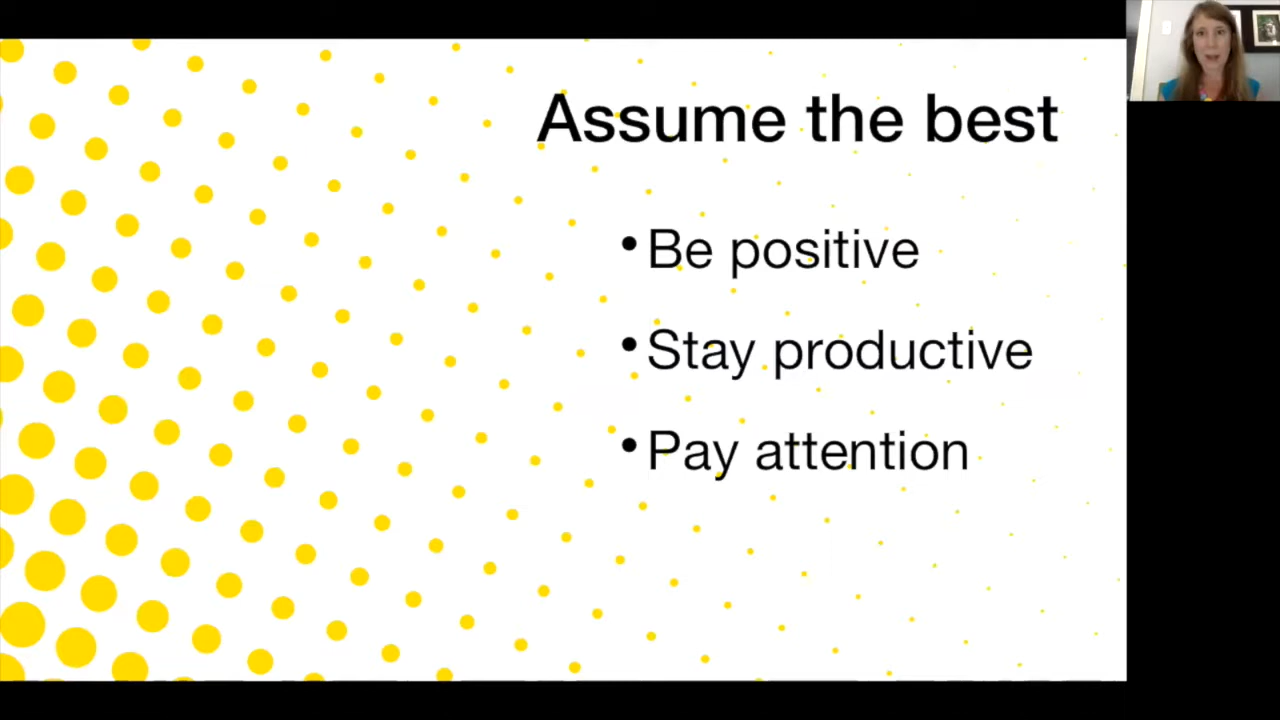 Assume the best
• Be positive
• Stay productive
• Pay attention